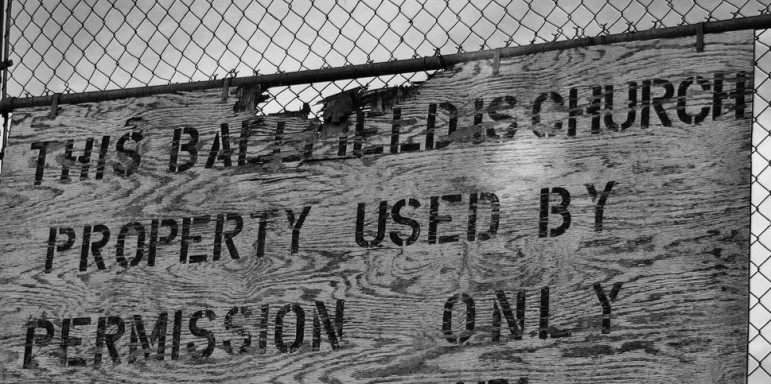 THIS BALLFIELD IS CHURCH
PROPERTY USED BY
PERMISSION ONLY